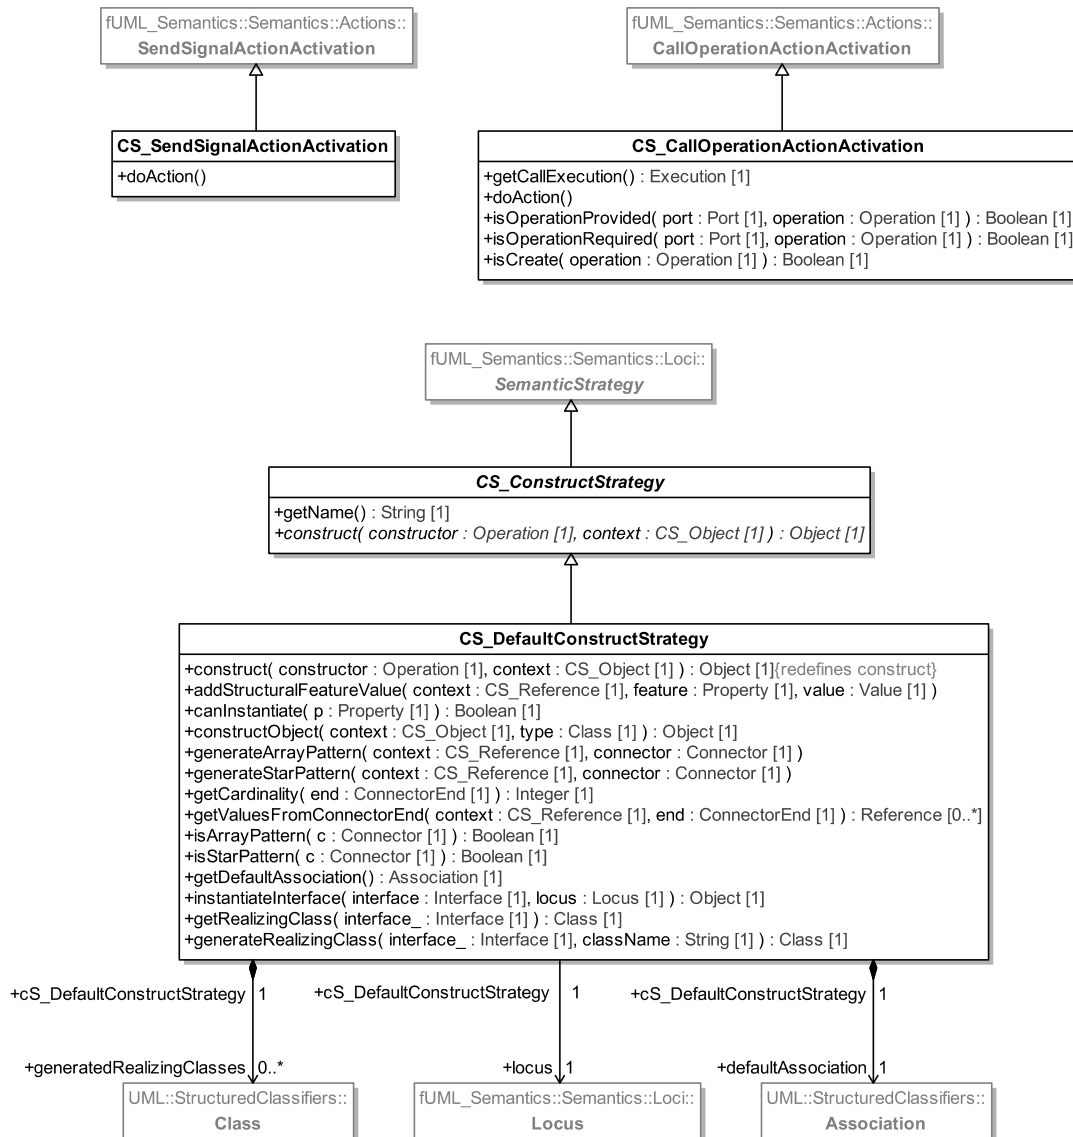 fUML_Semantics::Semantics::Actions::
SendSignalActionActivation
fUML_Semantics::Semantics::Actions::
CallOperationActionActivation
CS_SendSignalActionActivation
+doAction()
CS_CallOperationActionActivation
+getCallExecution() : Execution [1]
+doAction()
+isOperationProvided( port : Port [1], operation : Operation [1] ) : Boolean [1]
+isOperationRequired( port : Port [1], operation : Operation [1] ) : Boolean [1]
+isCreate( operation : Operation [1] ) : Boolean [1]
fUML_Semantics::Semantics::Loci::
SemanticStrategy
CS_ConstructStrategy
+getName() : String [1]
+construct( constructor : Operation [1], context : CS_Object [1] ) : Object [1]
CS_DefaultConstructStrategy
+construct( constructor : Operation [1], context : CS_Object [1] ) : Object [1]{redefines construct}
+addStructuralFeatureValue( context : CS_Reference [1], feature : Property [1], value : Value [1] )
+canInstantiate( p : Property [1] ) : Boolean [1]
+constructObject( context : CS_Object [1], type : Class [1] ) : Object [1]
+generateArrayPattern( context : CS_Reference [1], connector : Connector [1] )
+generateStarPattern( context : CS_Reference [1], connector : Connector [1] )
+getCardinality( end : ConnectorEnd [1] ) : Integer [1]
+getValuesFromConnectorEnd( context : CS_Reference [1], end : ConnectorEnd [1] ) : Reference [0..*]
+isArrayPattern( c : Connector [1] ) : Boolean [1]
+isStarPattern( c : Connector [1] ) : Boolean [1]
+getDefaultAssociation() : Association [1]
+instantiateInterface( interface : Interface [1], locus : Locus [1] ) : Object [1]
+getRealizingClass( interface_ : Interface [1] ) : Class [1]
+generateRealizingClass( interface_ : Interface [1], className : String [1] ) : Class [1]
+cS_DefaultConstructStrategy 1
+cS_DefaultConstructStrategy 1
+cS_DefaultConstructStrategy 1
+generatedRealizingClasses 0..*
+locus 1
+defaultAssociation 1
UML::StructuredClassifiers::
Class
fUML_Semantics::Semantics::Loci::
Locus
UML::StructuredClassifiers::
Association